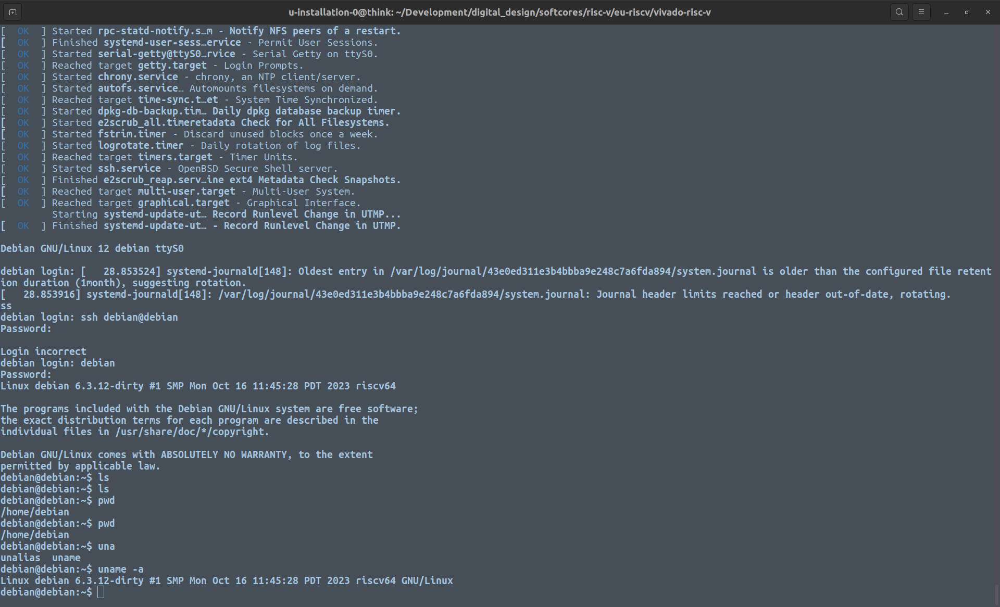 u-installation-0@think: ~/Development/digital_design/softcores/risc-v/eu-riscv/vivado-risc-v
[  OK  ] Started rpc-statd-notify.s…m - Notify NFS peers of a restart.
[  OK  ] Finished systemd-user-sess…ervice - Permit User Sessions.
[  OK  ] Started serial-getty@ttyS0…rvice - Serial Getty on ttyS0.
[  OK  ] Reached target getty.target - Login Prompts.
[  OK  ] Started chrony.service - chrony, an NTP client/server.
[  OK  ] Started autofs.service… Automounts filesystems on demand.
[  OK  ] Reached target time-sync.t…et - System Time Synchronized.
[  OK  ] Started dpkg-db-backup.tim… Daily dpkg database backup timer.
[  OK  ] Started e2scrub_all.timeretadata Check for All Filesystems.
[  OK  ] Started fstrim.timer - Discard unused blocks once a week.
[  OK  ] Started logrotate.timer - Daily rotation of log files.
[  OK  ] Reached target timers.target - Timer Units.
[  OK  ] Started ssh.service - OpenBSD Secure Shell server.
[  OK  ] Finished e2scrub_reap.serv…ine ext4 Metadata Check Snapshots.
[  OK  ] Reached target multi-user.target - Multi-User System.
[  OK  ] Reached target graphical.target - Graphical Interface.
         Starting systemd-update-ut… Record Runlevel Change in UTMP...
[  OK  ] Finished systemd-update-ut… - Record Runlevel Change in UTMP.
Debian GNU/Linux 12 debian ttyS0
debian login: [   28.853524] systemd-journald[148]: Oldest entry in /var/log/journal/43e0ed311e3b4bbba9e248c7a6fda894/system.journal is older than the configured file retent
ion duration (1month), suggesting rotation.
[   28.853916] systemd-journald[148]: /var/log/journal/43e0ed311e3b4bbba9e248c7a6fda894/system.journal: Journal header limits reached or header out-of-date, rotating.
ss
debian login: ssh debian@debian
Password:
Login incorrect
debian login: debian
Password:
Linux debian 6.3.12-dirty #1 SMP Mon Oct 16 11:45:28 PDT 2023 riscv64
The programs included with the Debian GNU/Linux system are free software;
the exact distribution terms for each program are described in the
individual files in /usr/share/doc/*/copyright.
Debian GNU/Linux comes with ABSOLUTELY NO WARRANTY, to the extent
permitted by applicable law.
debian@debian:~$ ls
debian@debian:~$ ls
debian@debian:~$ pwd
/home/debian
debian@debian:~$ pwd
/home/debian
debian@debian:~$ una
unalias  uname
debian@debian:~$ uname -a
Linux debian 6.3.12-dirty #1 SMP Mon Oct 16 11:45:28 PDT 2023 riscv64 GNU/Linux
debian@debian:~$